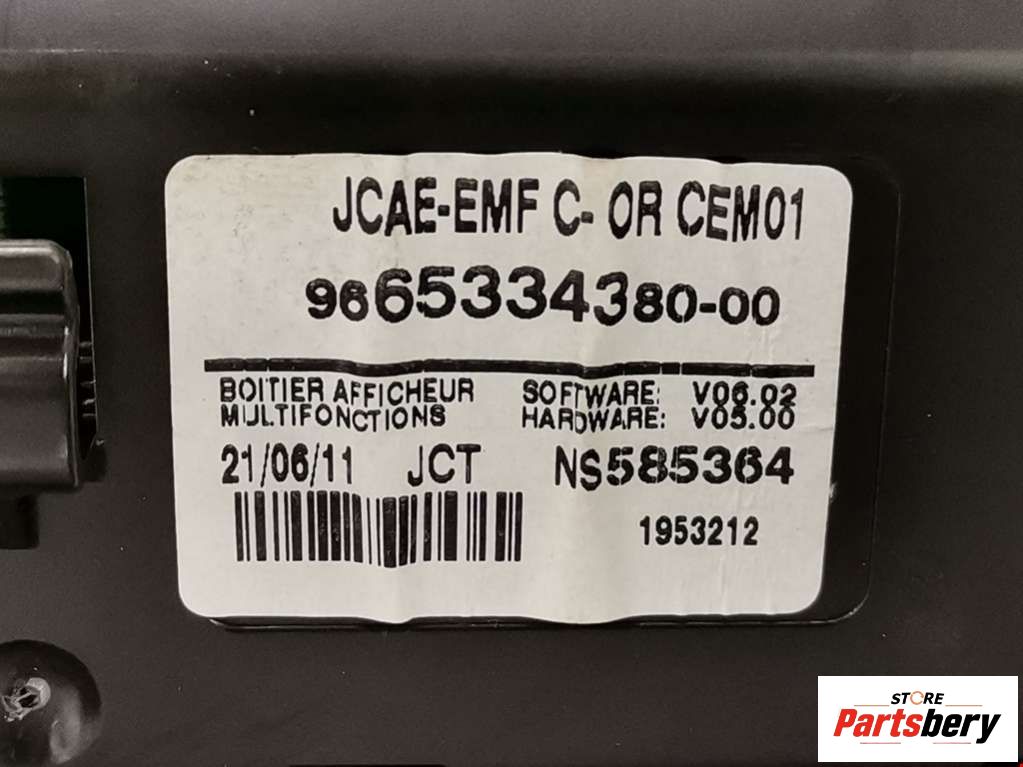 JCAE-EMF C- OR CEM01
9665334380-00
BOITIER AFFICHEUR
MULTIFONCTIONS
SOFTWARE: V06.02
HARDWARE: V05.00
21/06/11 JCT NS585364
1953212
STORE
Partsbery